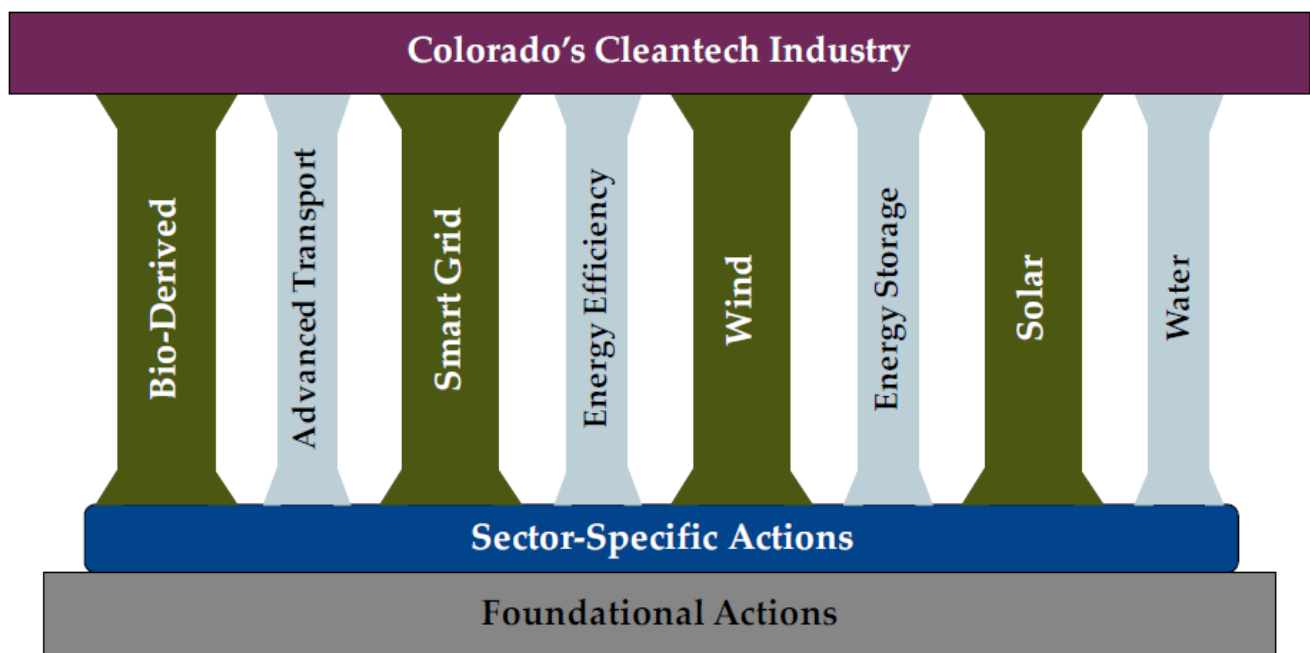 Colorado’s Cleantech Industry
Bio-Derived
Advanced Transport
Smart Grid
Energy Efficiency
Wind
Energy Storage
Solar
Water
Sector-Specific Actions
Foundational Actions